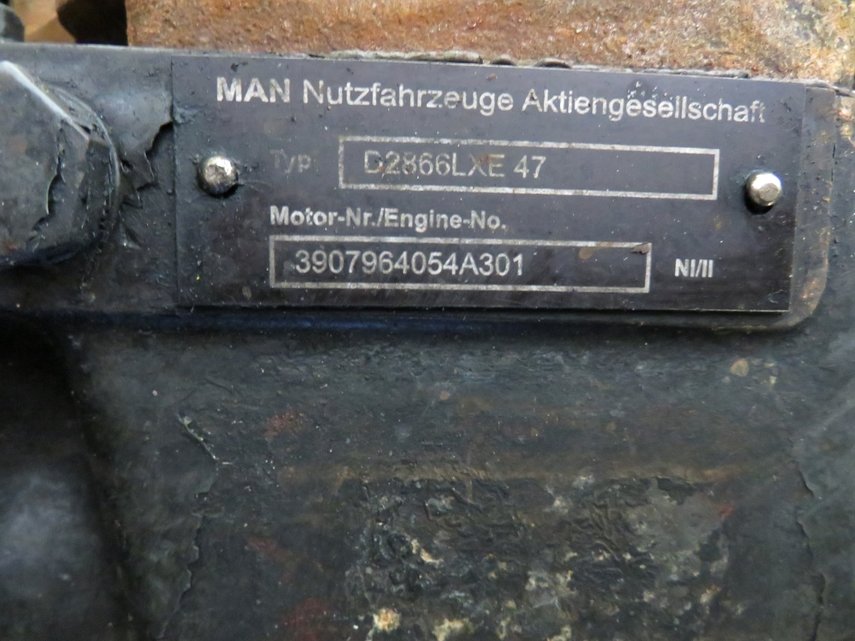 MAN Nutzfahrzeuge Aktiengesellschaft
Typ D2866LXE 47
Motor-Nr./Engine-No.
3907964054A301 NI/II